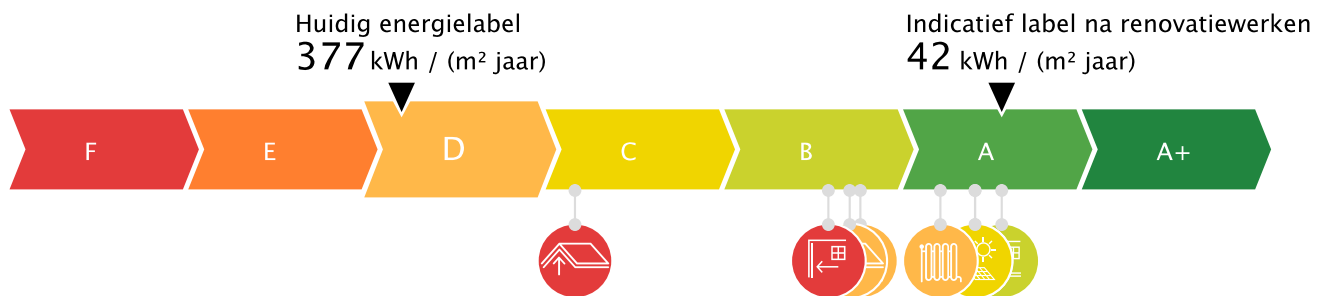 Huidig energielabel
377 kWh / (m² jaar)
Indicatief label na renovatiewerken
42 kWh / (m² jaar)
F E D C B A A+